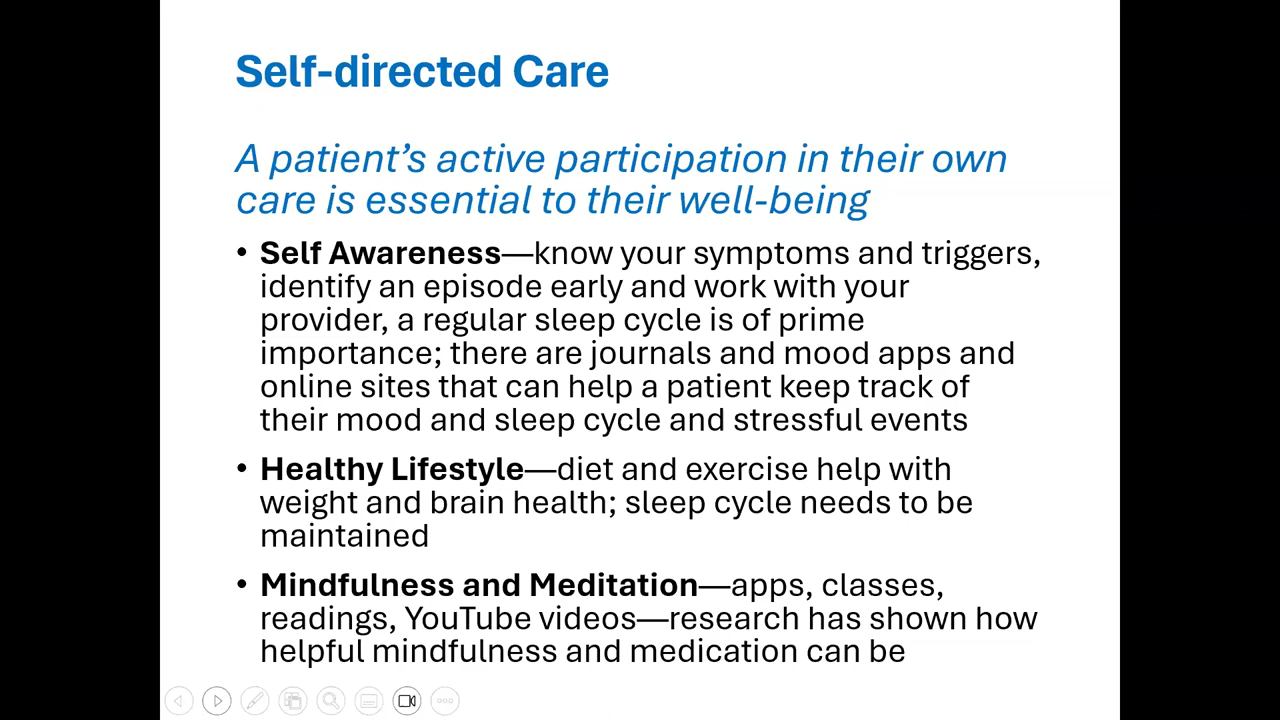 Self-directed Care
A patient’s active participation in their own
care is essential to their well-being
• Self Awareness—know your symptoms and triggers,
identify an episode early and work with your
provider, a regular sleep cycle is of prime
importance; there are journals and mood apps and
online sites that can help a patient keep track of
their mood and sleep cycle and stressful events
• Healthy Lifestyle—diet and exercise help with
weight and brain health; sleep cycle needs to be
maintained
• Mindfulness and Meditation—apps, classes,
readings, YouTube videos—research has shown how
helpful mindfulness and medication can be